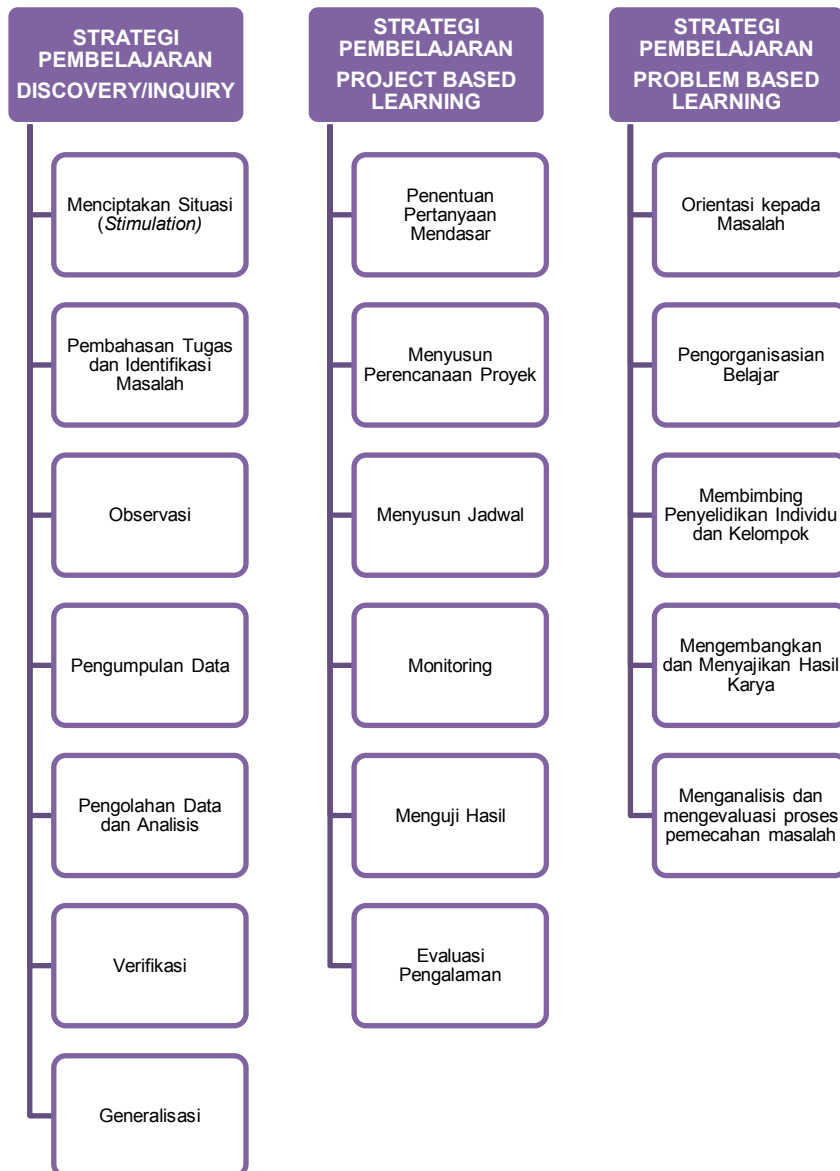 STRATEGI
PEMBELAJARAN
DISCOVERY/INQUIRY
Menciptakan Situasi
(Stimulation)
Pembahasan Tugas
dan Identifikasi
Masalah
Observasi
Pengumpulan Data
Pengolahan Data
dan Analisis
Verifikasi
Generalisasi
STRATEGI
PEMBELAJARAN
PROJECT BASED
LEARNING
Penentuan
Pertanyaan
Mendasar
Menyusun
Perencanaan Proyek
Menyusun Jadwal
Monitoring
Menguji Hasil
Evaluasi
Pengalaman
STRATEGI
PEMBELAJARAN
PROBLEM BASED
LEARNING
Orientasi kepada
Masalah
Pengorganisasian
Belajar
Membimbing
Penyelidikan Individu
dan Kelompok
Mengembangkan
dan Menyajikan Hasil
Karya
Menganalisis dan
mengevaluasi proses
pemecahan masalah